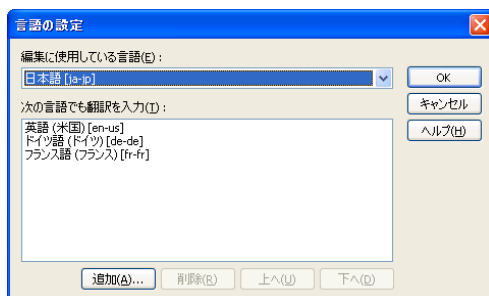 言語の設定
編集に使用している言語(E):
日本語 [ja-jp]
OK
次の言語でも翻訳を入力(T):
キャンセル
英語 (米国) [en-us]
ヘルプ(H)
ドイツ語 (ドイツ) [de-de]
フランス語 (フランス) [fr-fr]
追加(A)... 削除(R) 上へ(U) 下へ(D)